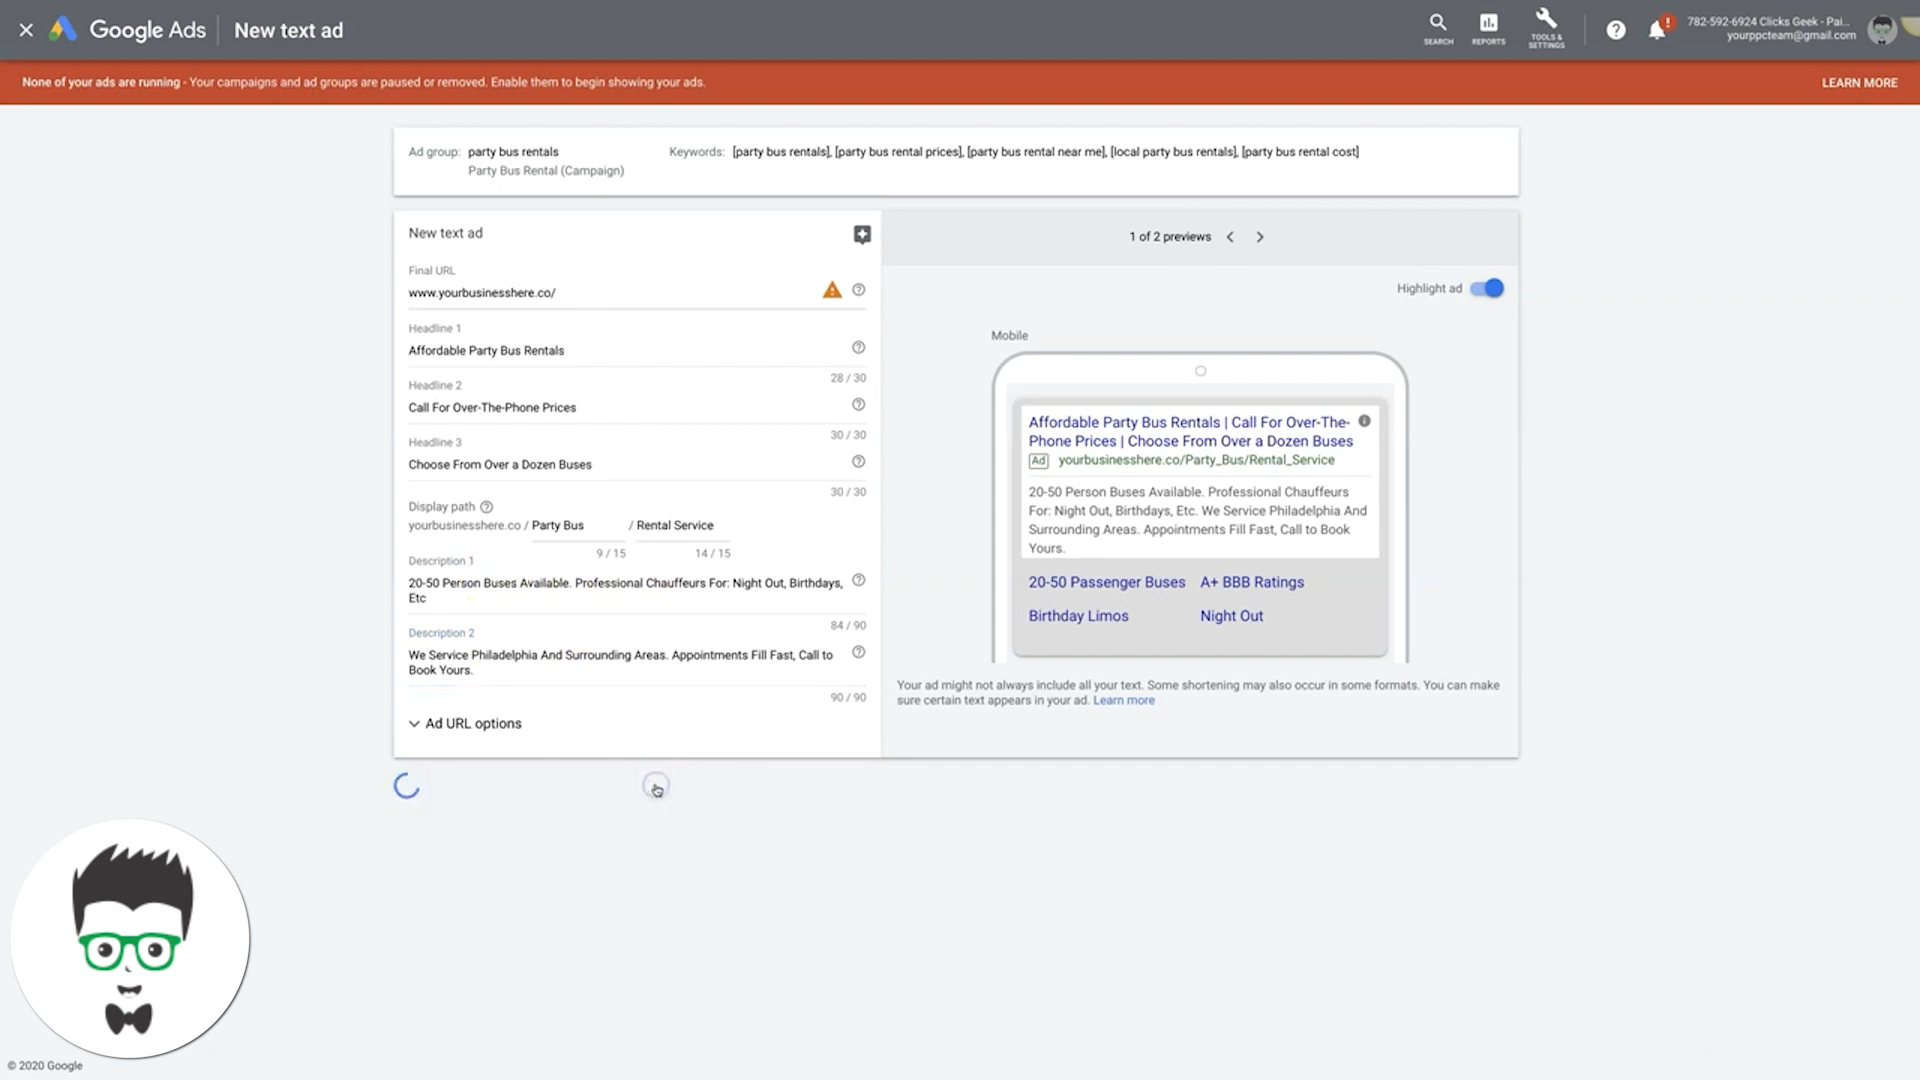 Google Ads
New text ad
SEARCH
REPORTS
TOOLS &
SETTINGS
!
782-592-6924 Clicks Geek - Pai...
yourppcteam@gmail.com
None of your ads are running - Your campaigns and ad groups are paused or removed. Enable them to begin showing your ads.
LEARN MORE
Ad group: party bus rentals
Party Bus Rental (Campaign)
Keywords: [party bus rentals], [party bus rental prices], [party bus rental near me], [local party bus rentals], [party bus rental cost]
New text ad
Final URL
www.yourbusinesshere.co/
Headline 1
Affordable Party Bus Rentals
28 / 30
Headline 2
Call For Over-The-Phone Prices
30 / 30
Headline 3
Choose From Over a Dozen Buses
30 / 30
Display path
yourbusinesshere.co / Party Bus / Rental Service
9 / 15
14 / 15
Description 1
20-50 Person Buses Available. Professional Chauffeurs For: Night Out, Birthdays,
Etc
84 / 90
Description 2
We Service Philadelphia And Surrounding Areas. Appointments Fill Fast, Call to
Book Yours.
90 / 90
Ad URL options
1 of 2 previews
Highlight ad
Mobile
Affordable Party Bus Rentals | Call For Over-The-
Phone Prices | Choose From Over a Dozen Buses
Ad yourbusinesshere.co/Party_Bus/Rental_Service
20-50 Person Buses Available. Professional Chauffeurs
For: Night Out, Birthdays, Etc. We Service Philadelphia And
Surrounding Areas. Appointments Fill Fast, Call to Book
Yours.
20-50 Passenger Buses A+ BBB Ratings
Birthday Limos Night Out
Your ad might not always include all your text. Some shortening may also occur in some formats. You can make
sure certain text appears in your ad. Learn more
© 2020 Google